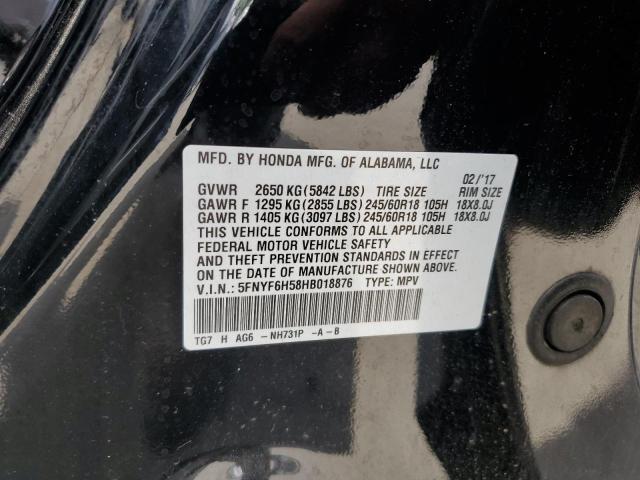 MFD. BY HONDA MFG. OF ALABAMA, LLC 02/'17
GVWR 2650 KG (5842 LBS) TIRE SIZE RIM SIZE
GAWR F 1295 KG (2855 LBS) 245/60R18 105H 18X8.0J
GAWR R 1405 KG (3097 LBS) 245/60R18 105H 18X8.0J
THIS VEHICLE CONFORMS TO ALL APPLICABLE
FEDERAL MOTOR VEHICLE SAFETY
AND THEFT PREVENTION STANDARDS IN EFFECT
ON THE DATE OF MANUFACTURE SHOWN ABOVE.
V.I.N.: 5FNYF6H58HB018876 TYPE: MPV
TG7 H AG6 -NH731P -A-B